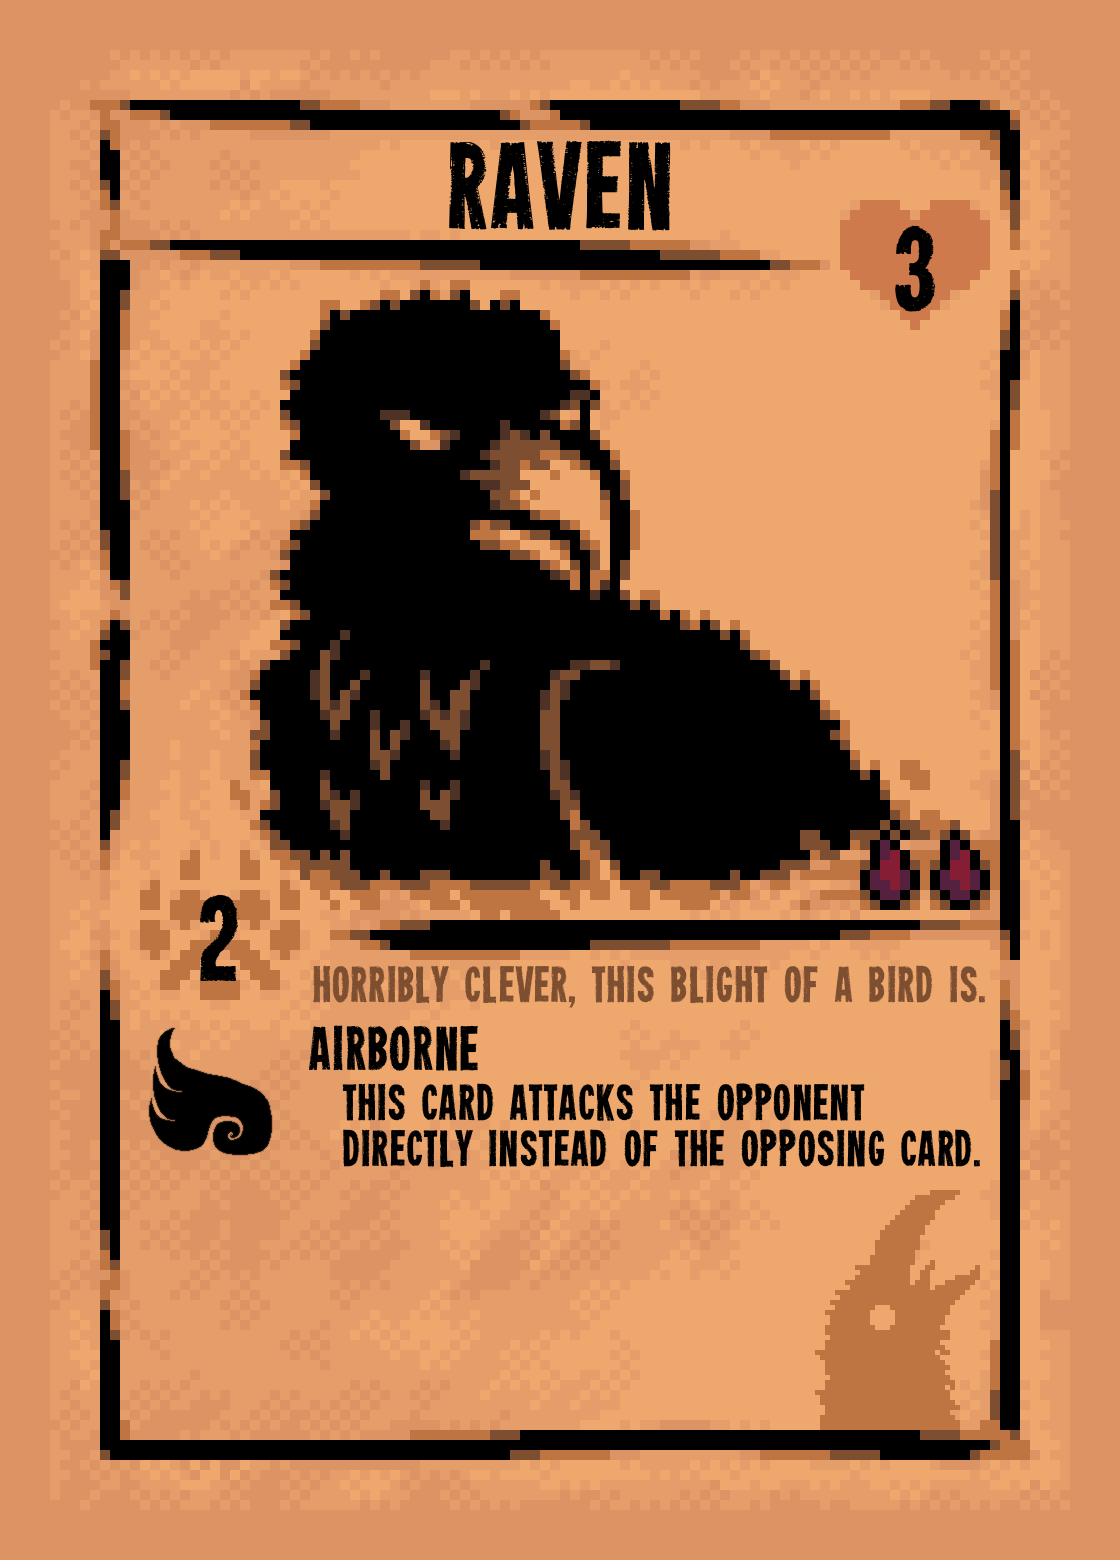 RAVEN
3
2
HORRIBLY CLEVER, THIS BLIGHT OF A BIRD IS.
AIRBORNE
THIS CARD ATTACKS THE OPPONENT
DIRECTLY INSTEAD OF THE OPPOSING CARD.